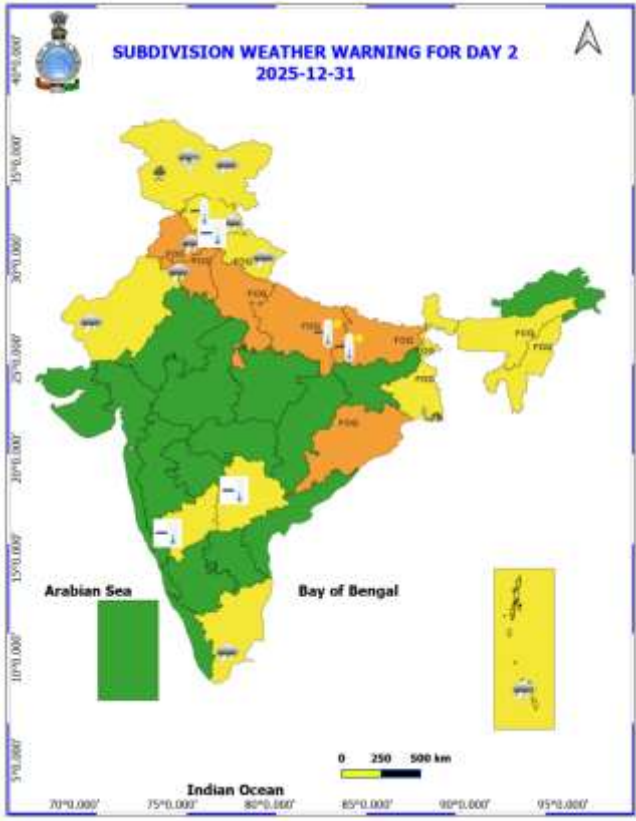 SUBDIVISION WEATHER WARNING FOR DAY 2
2025-12-31
40°0.000'
35°0.000'
30°0.000'
25°0.000'
20°0.000'
15°0.000'
10°0.000'
5°0.000'
FOG
FOG
FOG
FOG
FOG
FOG
FOG
FOG
FOG
FOG
FOG
Arabian Sea
Bay of Bengal
0 250 500 km
Indian Ocean
70°0.000' 75°0.000' 80°0.000' 85°0.000' 90°0.000' 95°0.000'